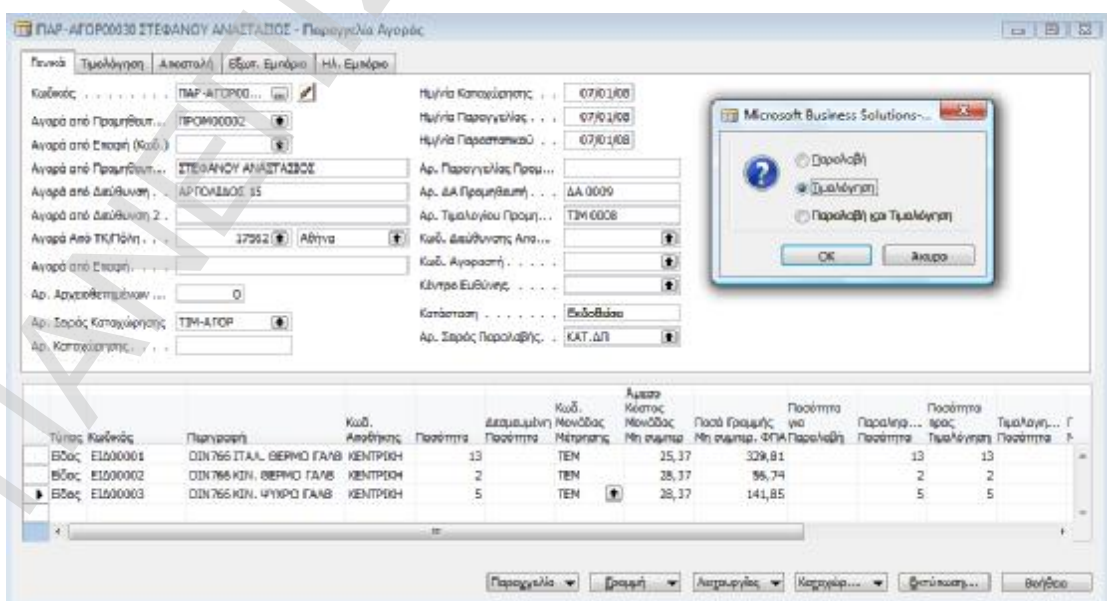 ΠΑΡ-ΑΓΟΡ00030 ΣΤΕΦΑΝΟΥ ΑΝΑΣΤΑΣΙΟΣ - Παραγγελία Αγοράς
Γενικά Τιμολόγηση Αποστολή Εξωτ. Εμπόριο Ηλ. Εμπόριο
Κωδικός . . . . . . . . ΠΑΡ-ΑΓΟΡ00... Ημ/νία Καταχώρησης . . 07/01/08
Αγορά από Προμηθευτ... ΠΡΟΜ00002 Ημ/νία Παραγγελίας . . . 07/01/08
Αγορά από Επαφή (Κωδ.) Ημ/νία Παραστατικού . . 07/01/08
Αγορά από Προμηθευτ... ΣΤΕΦΑΝΟΥ ΑΝΑΣΤΑΣΙΟΣ Αρ. Παραγγελίας Προμ...
Αγορά από Διεύθυνση . ΑΡΓΟΛΙΔΟΣ 15 Αρ. ΔΑ Προμηθευτή . . . ΔΑ 0009
Αγορά από Διεύθυνση 2 . Αρ. Τιμολογίου Προμη... ΤΙΜ 0008
Αγορά Από ΤΚ/Πόλη . . . 17562 Αθήνα Κωδ. Διεύθυνσης Απο...
Αγορά από Επαφή. . . . . Κωδ. Αγοραστή. . . . .
Κέντρο Ευθύνης. . . . .
Αρ. Αρχειοθετημένων ... 0 Κατάσταση . . . . . . . Εκδοθείσα
Αρ. Σειράς Καταχώρησης ΤΙΜ-ΑΓΟΡ Αρ. Σειράς Παραλαβής. . ΚΑΤ.ΔΠ
Αρ. Καταχώρησης. . . . .
Microsoft Business Solutions-...
Παραλαβή
Τιμολόγηση
Παραλαβή και Τιμολόγηση
OK Άκυρο
Τύπος Κωδικός Περιγραφή Κωδ. Αποθήκης Ποσότητα Δεσμευμένη Ποσότητα Κωδ. Μονάδας Μέτρησης Άμεσο Κόστος Μονάδας Μη συμπερ Ποσό Γραμμής Μη συμπερ. ΦΠΑ Ποσότητα για Παραλαβή Παραληφ... Ποσότητα Ποσότητα προς Τιμολόγηση Τιμολογη... Ποσότητα
Είδος ΕΙΔ00001 DIN766 ΙΤΑΛ. ΘΕΡΜΟ ΓΑΛΒ ΚΕΝΤΡΙΚΗ 13 ΤΕΜ 25,37 329,81 13 13
Είδος ΕΙΔ00002 DIN766 ΚΙΝ. ΘΕΡΜΟ ΓΑΛΒ ΚΕΝΤΡΙΚΗ 2 ΤΕΜ 28,37 56,74 2 2
Είδος ΕΙΔ00003 DIN766 ΚΙΝ. ΨΥΧΡΟ ΓΑΛΒ ΚΕΝΤΡΙΚΗ 5 ΤΕΜ 28,37 141,85 5 5
Παραγγελία Γραμμή Λειτουργίες Καταχώρ... Εκτύπωση... Βοήθεια